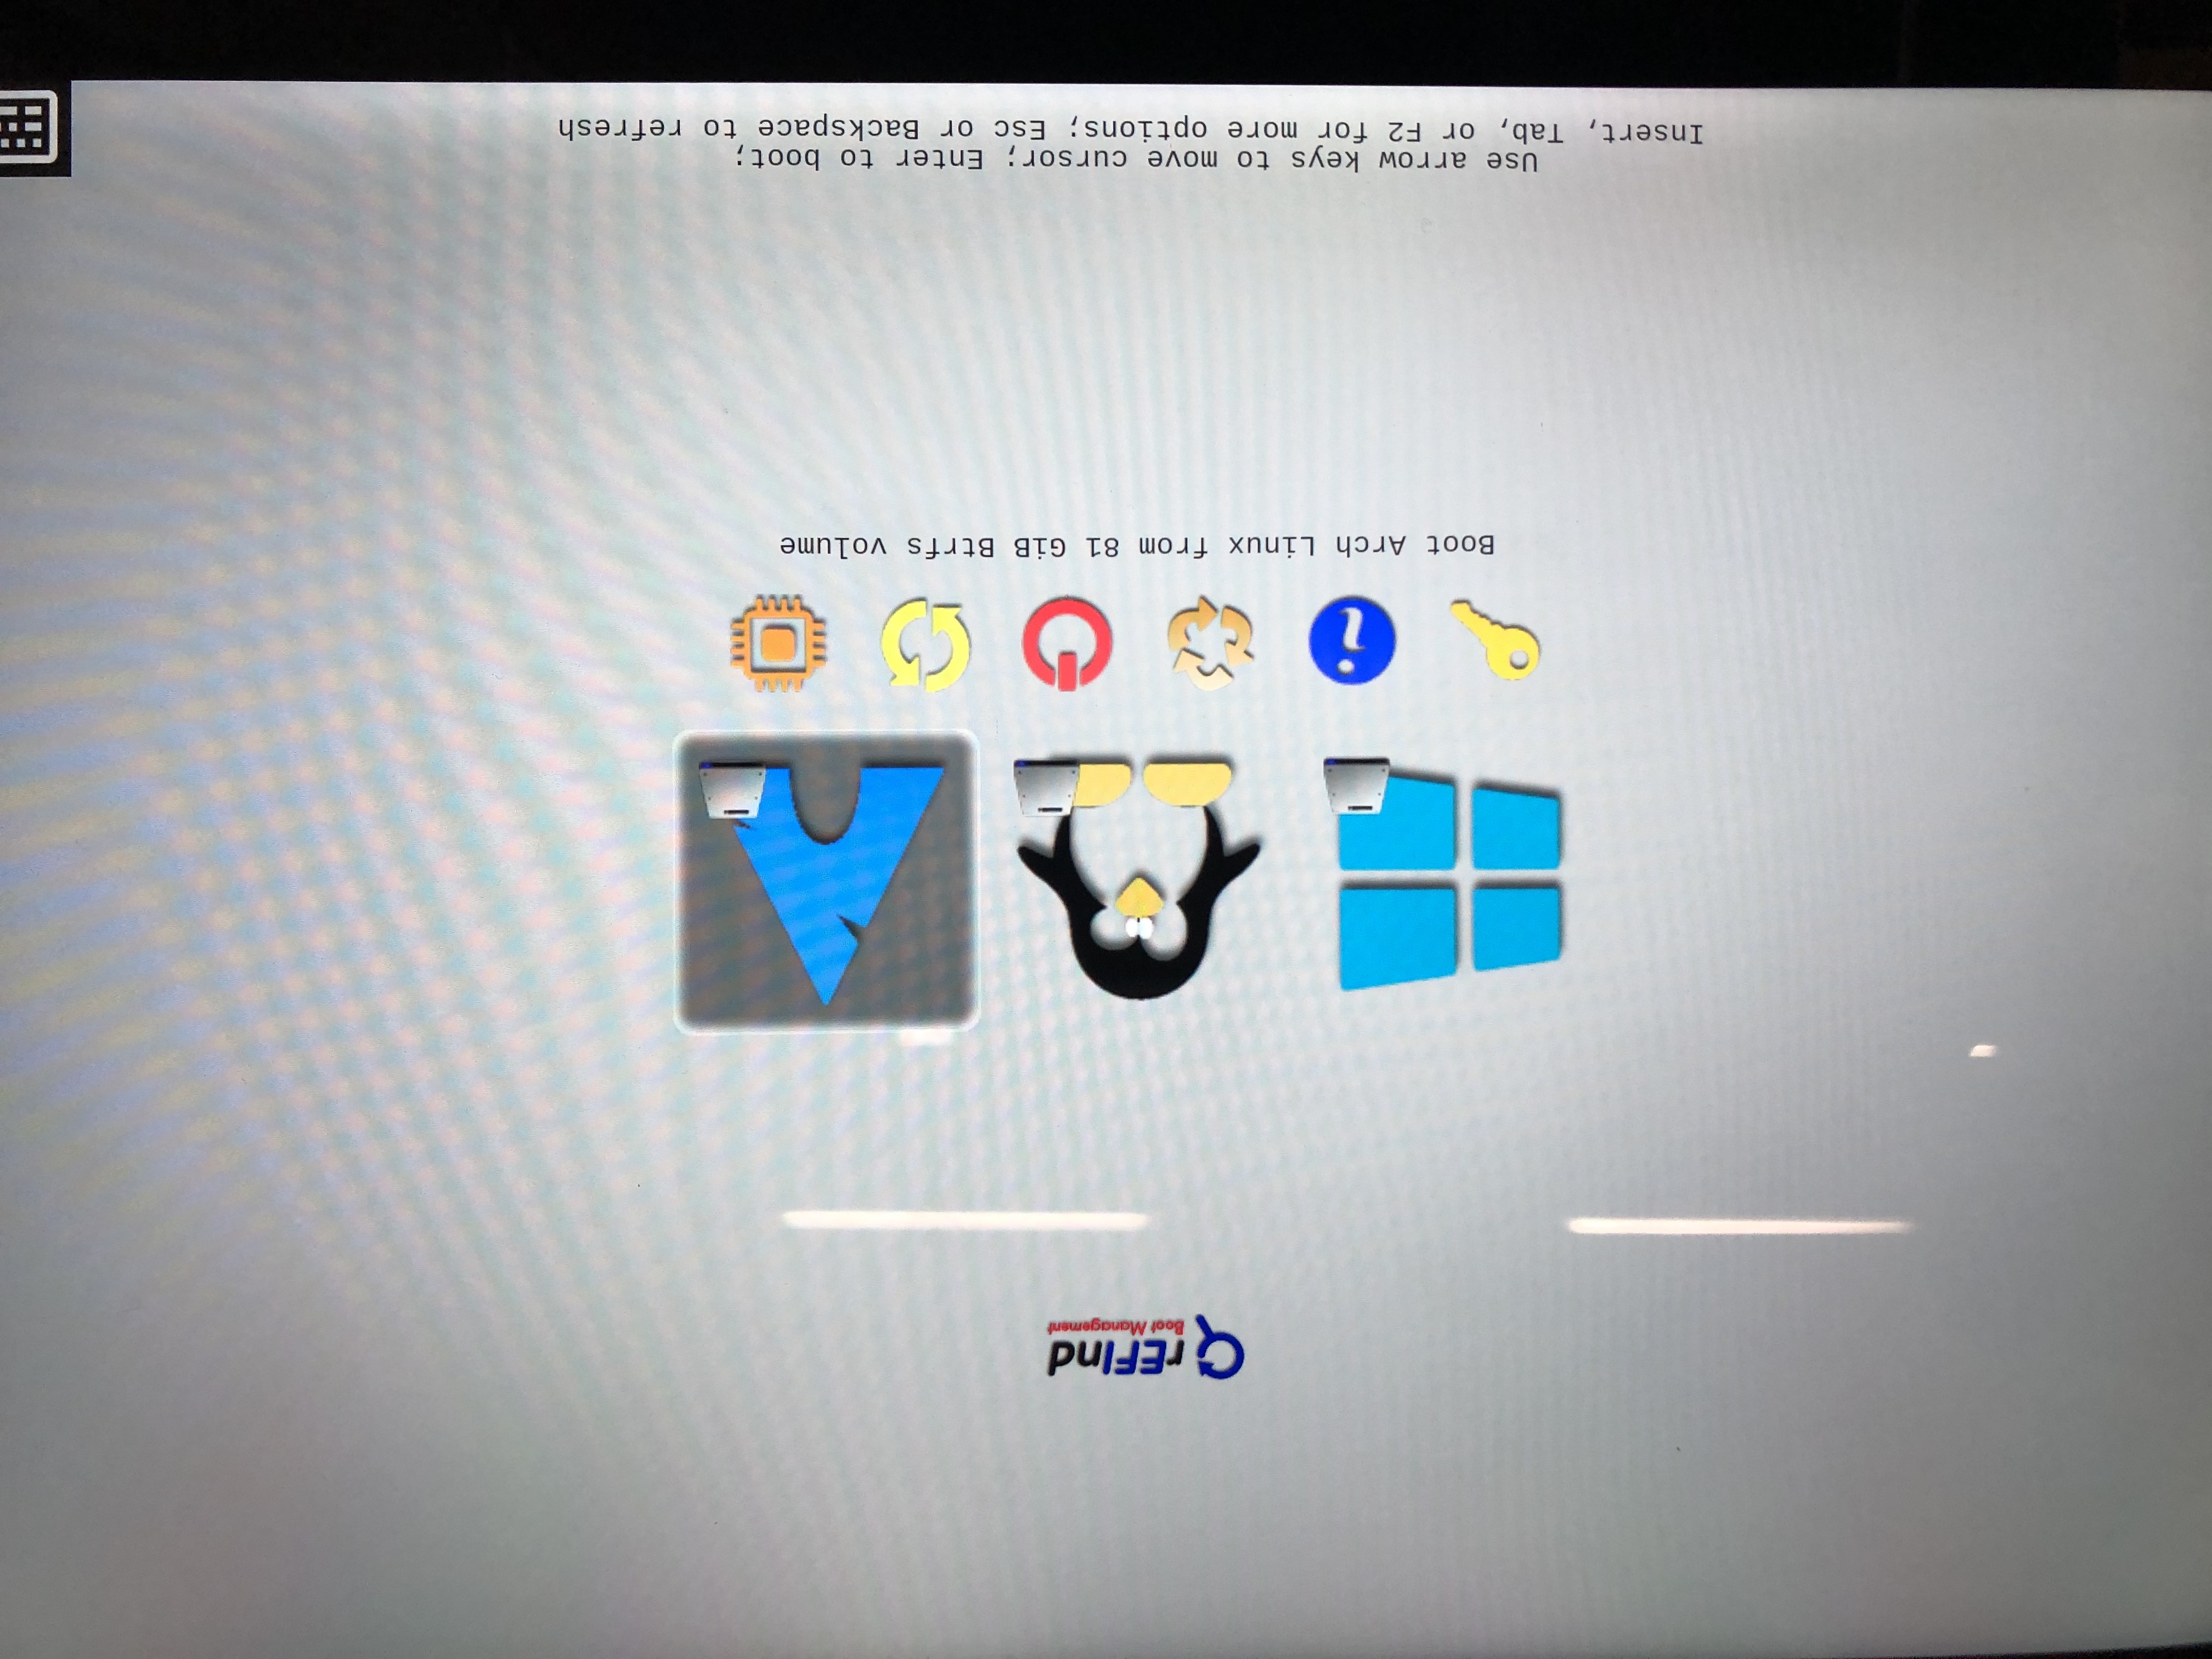 rEFInd
Boot Management
Boot Arch Linux from 81 GiB Btrfs volume
Use arrow keys to move cursor; Enter to boot;
Insert, Tab, or F2 for more options; Esc or Backspace to refresh